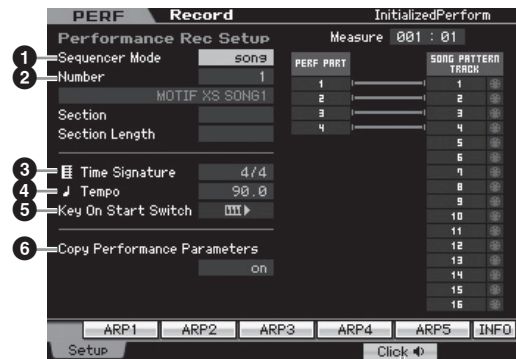 PERF Record InitializedPerform
Performance Rec Setup Measure 001 : 01
1 Sequencer Mode song
2 Number 1
MOTIF XS SONG1
Section
Section Length
3 Time Signature 4/4
4 Tempo 90.0
5 Key On Start Switch
6 Copy Performance Parameters
on
PERF PART SONG PATTERN TRACK
1 1
2 2
3 3
4 4
5
6
7
8
9
10
11
12
13
14
15
16
ARP1 ARP2 ARP3 ARP4 ARP5 INFO
Setup Click